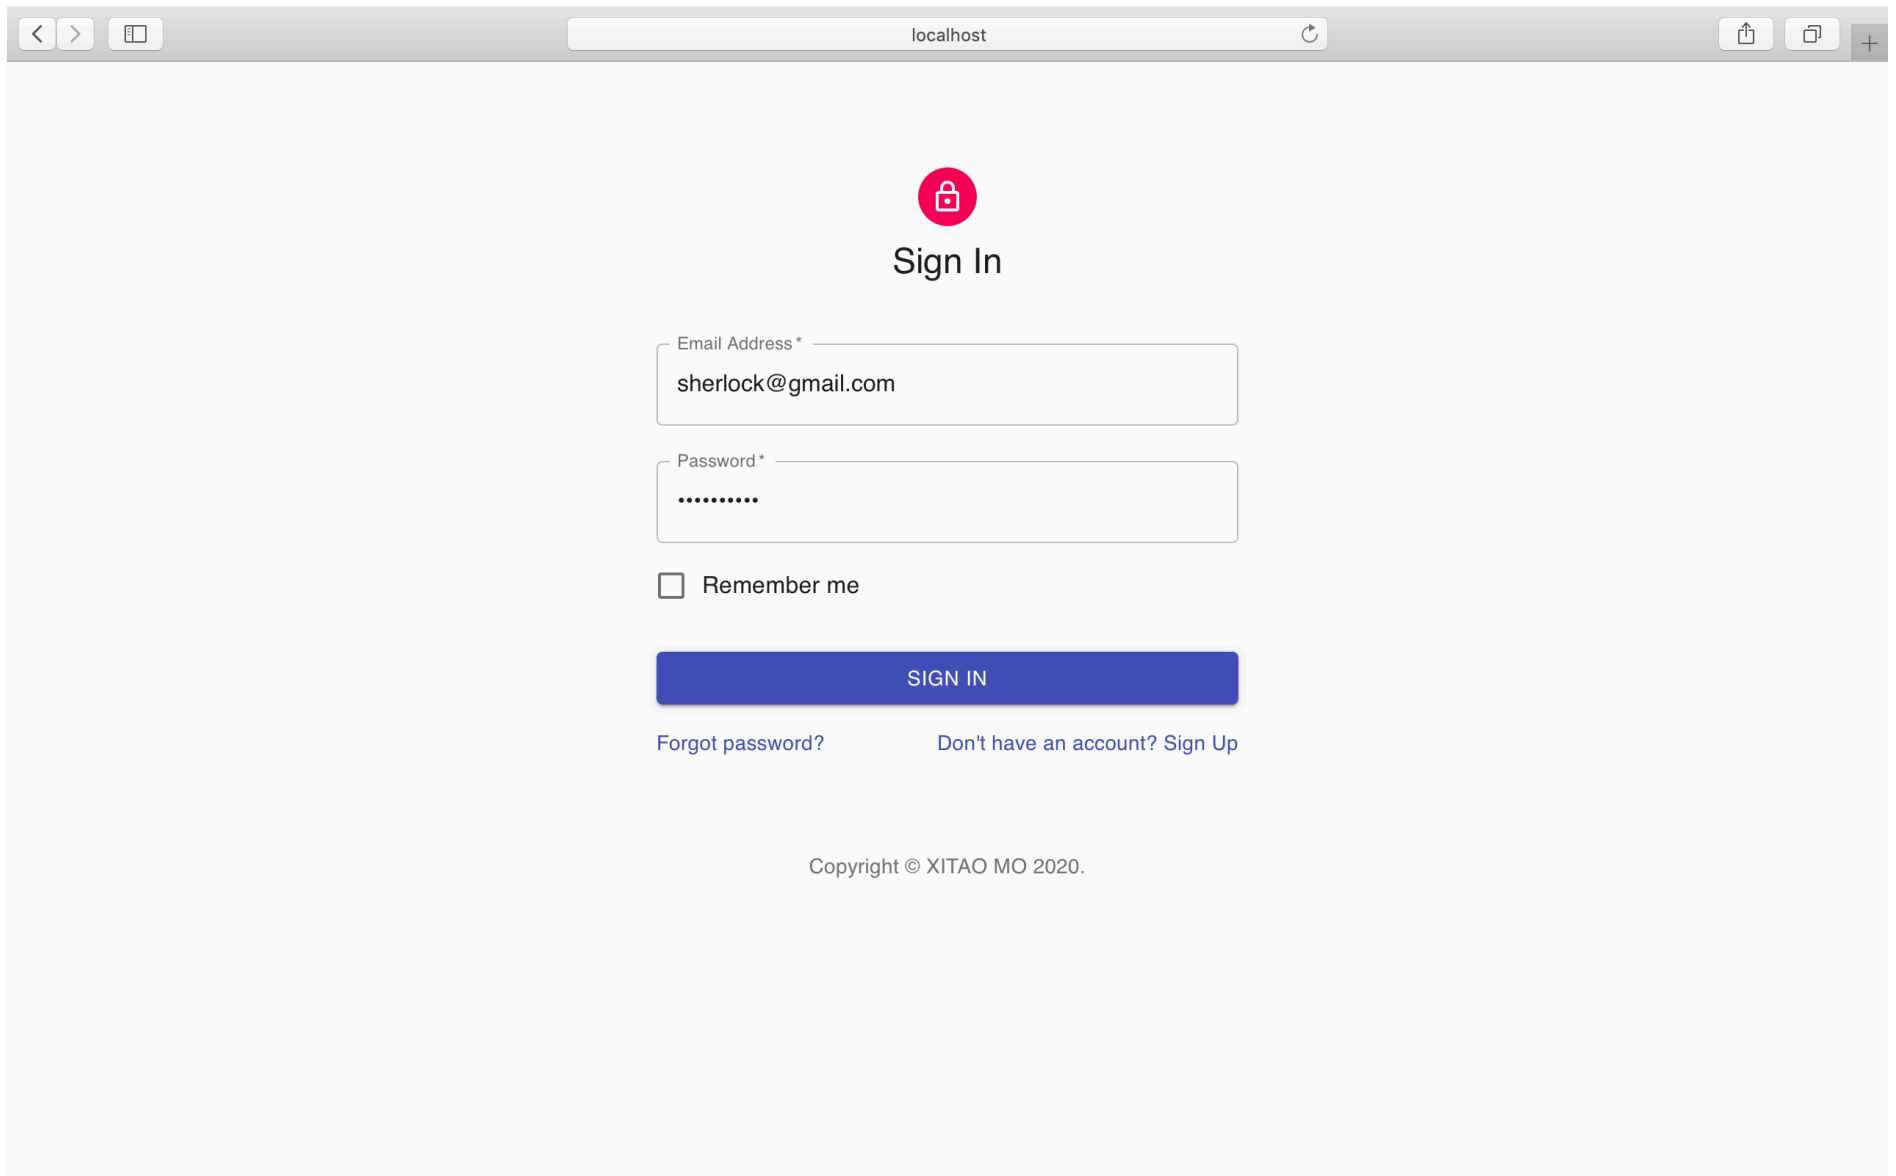 localhost
Sign In
Email Address *
sherlock@gmail.com
Password *
••••••••••
Remember me
SIGN IN
Forgot password? Don't have an account? Sign Up
Copyright © XITAO MO 2020.